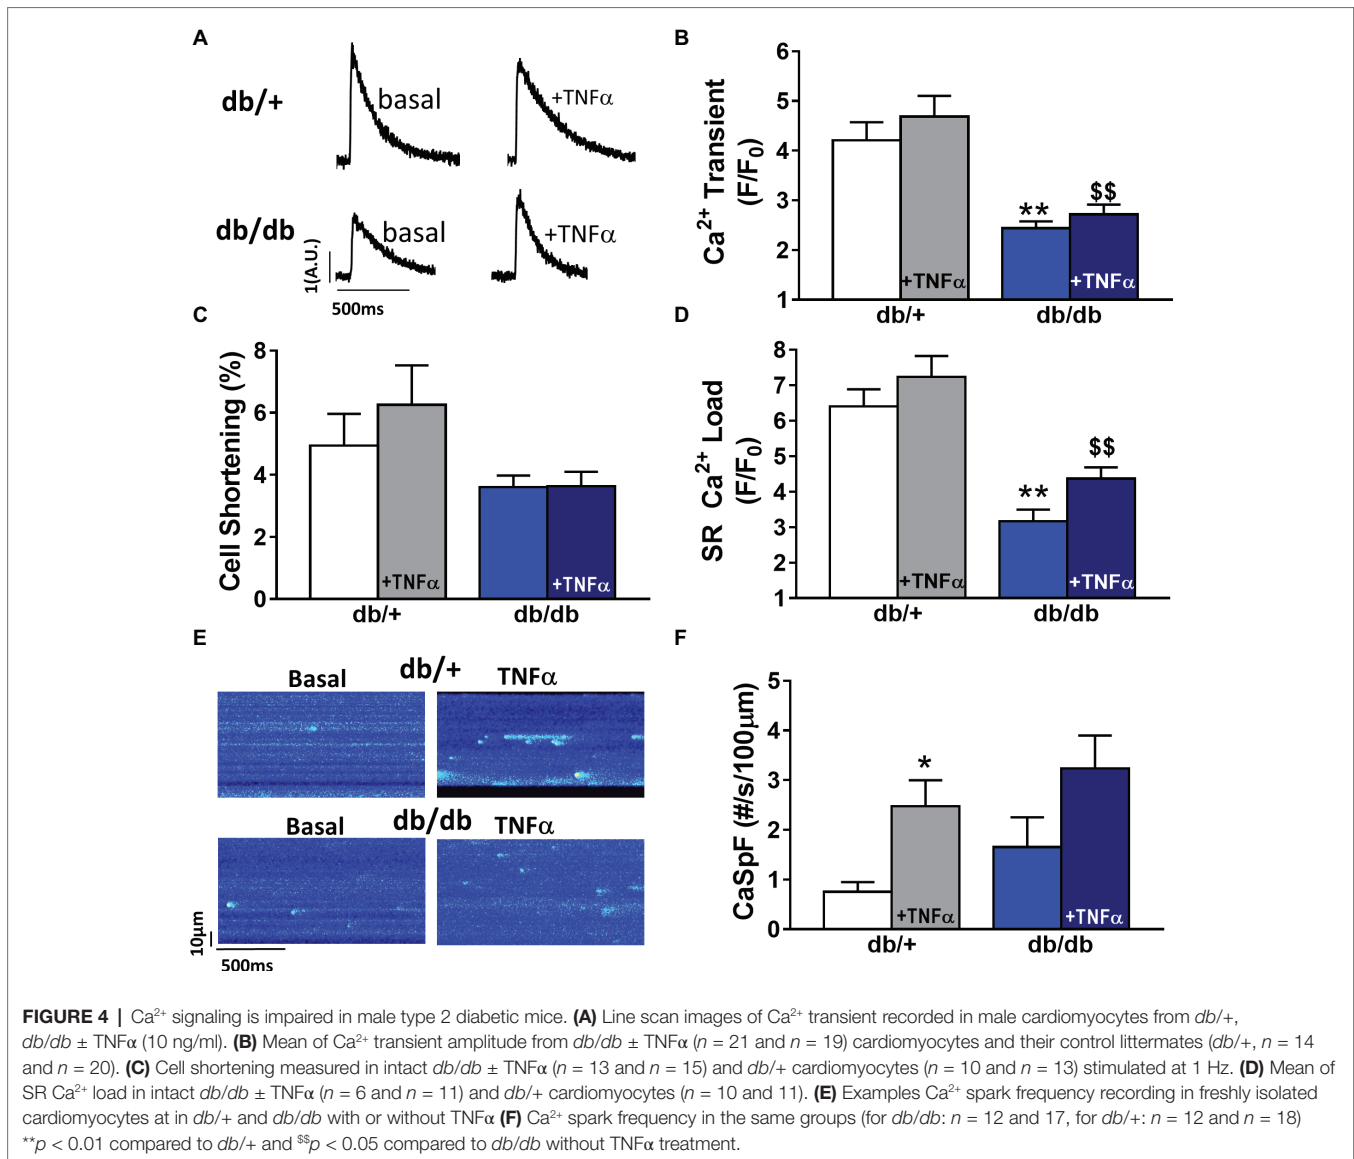 A
db/+
basal
+TNFα
db/db
basal
+TNFα
1(A.U.)
500ms
B
Ca²⁺ Transient
(F/F₀)
6
5
4
3
2
1
**
$$
+TNFα
+TNFα
db/+
db/db
C
Cell Shortening (%)
8
6
4
2
0
+TNFα
+TNFα
db/+
db/db
D
SR Ca²⁺ Load
(F/F₀)
8
7
6
5
4
3
2
1
**
$$
+TNFα
+TNFα
db/+
db/db
E
db/+
Basal
TNFα
db/db
Basal
TNFα
10μm
500ms
F
CaSpF (#/s/100μm)
5
4
3
2
1
0
*
+TNFα
+TNFα
db/+
db/db
FIGURE 4 | Ca²⁺ signaling is impaired in male type 2 diabetic mice. (A) Line scan images of Ca²⁺ transient recorded in male cardiomyocytes from db/+,
db/db ± TNFα (10 ng/ml). (B) Mean of Ca²⁺ transient amplitude from db/db ± TNFα (n = 21 and n = 19) cardiomyocytes and their control littermates (db/+, n = 14
and n = 20). (C) Cell shortening measured in intact db/db ± TNFα (n = 13 and n = 15) and db/+ cardiomyocytes (n = 10 and n = 13) stimulated at 1 Hz. (D) Mean of
SR Ca²⁺ load in intact db/db ± TNFα (n = 6 and n = 11) and db/+ cardiomyocytes (n = 10 and 11). (E) Examples Ca²⁺ spark frequency recording in freshly isolated
cardiomyocytes at in db/+ and db/db with or without TNFα (F) Ca²⁺ spark frequency in the same groups (for db/db: n = 12 and 17, for db/+: n = 12 and n = 18)
**p < 0.01 compared to db/+ and $$p < 0.05 compared to db/db without TNFα treatment.